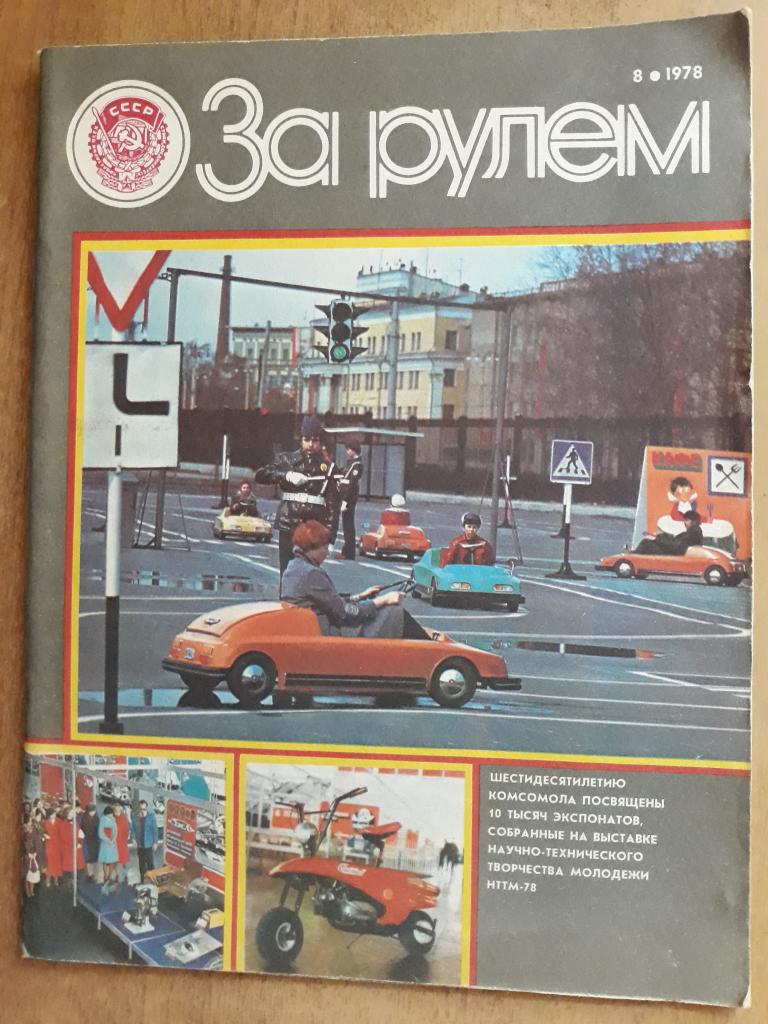 8 • 1978
СССР
За рулем
КАФЕ
ШЕСТИДЕСЯТИЛЕТИЮ
КОМСОМОЛА ПОСВЯЩЕНЫ
10 ТЫСЯЧ ЭКСПОНАТОВ,
СОБРАННЫЕ НА ВЫСТАВКЕ
НАУЧНО-ТЕХНИЧЕСКОГО
ТВОРЧЕСТВА МОЛОДЕЖИ
НТТМ-78